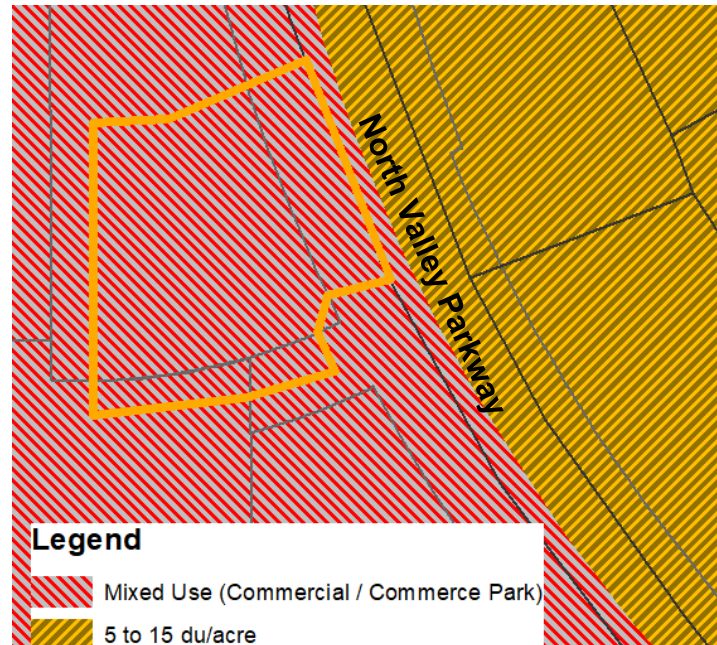 North Valley Parkway
Legend
Mixed Use (Commercial / Commerce Park)
5 to 15 du/acre